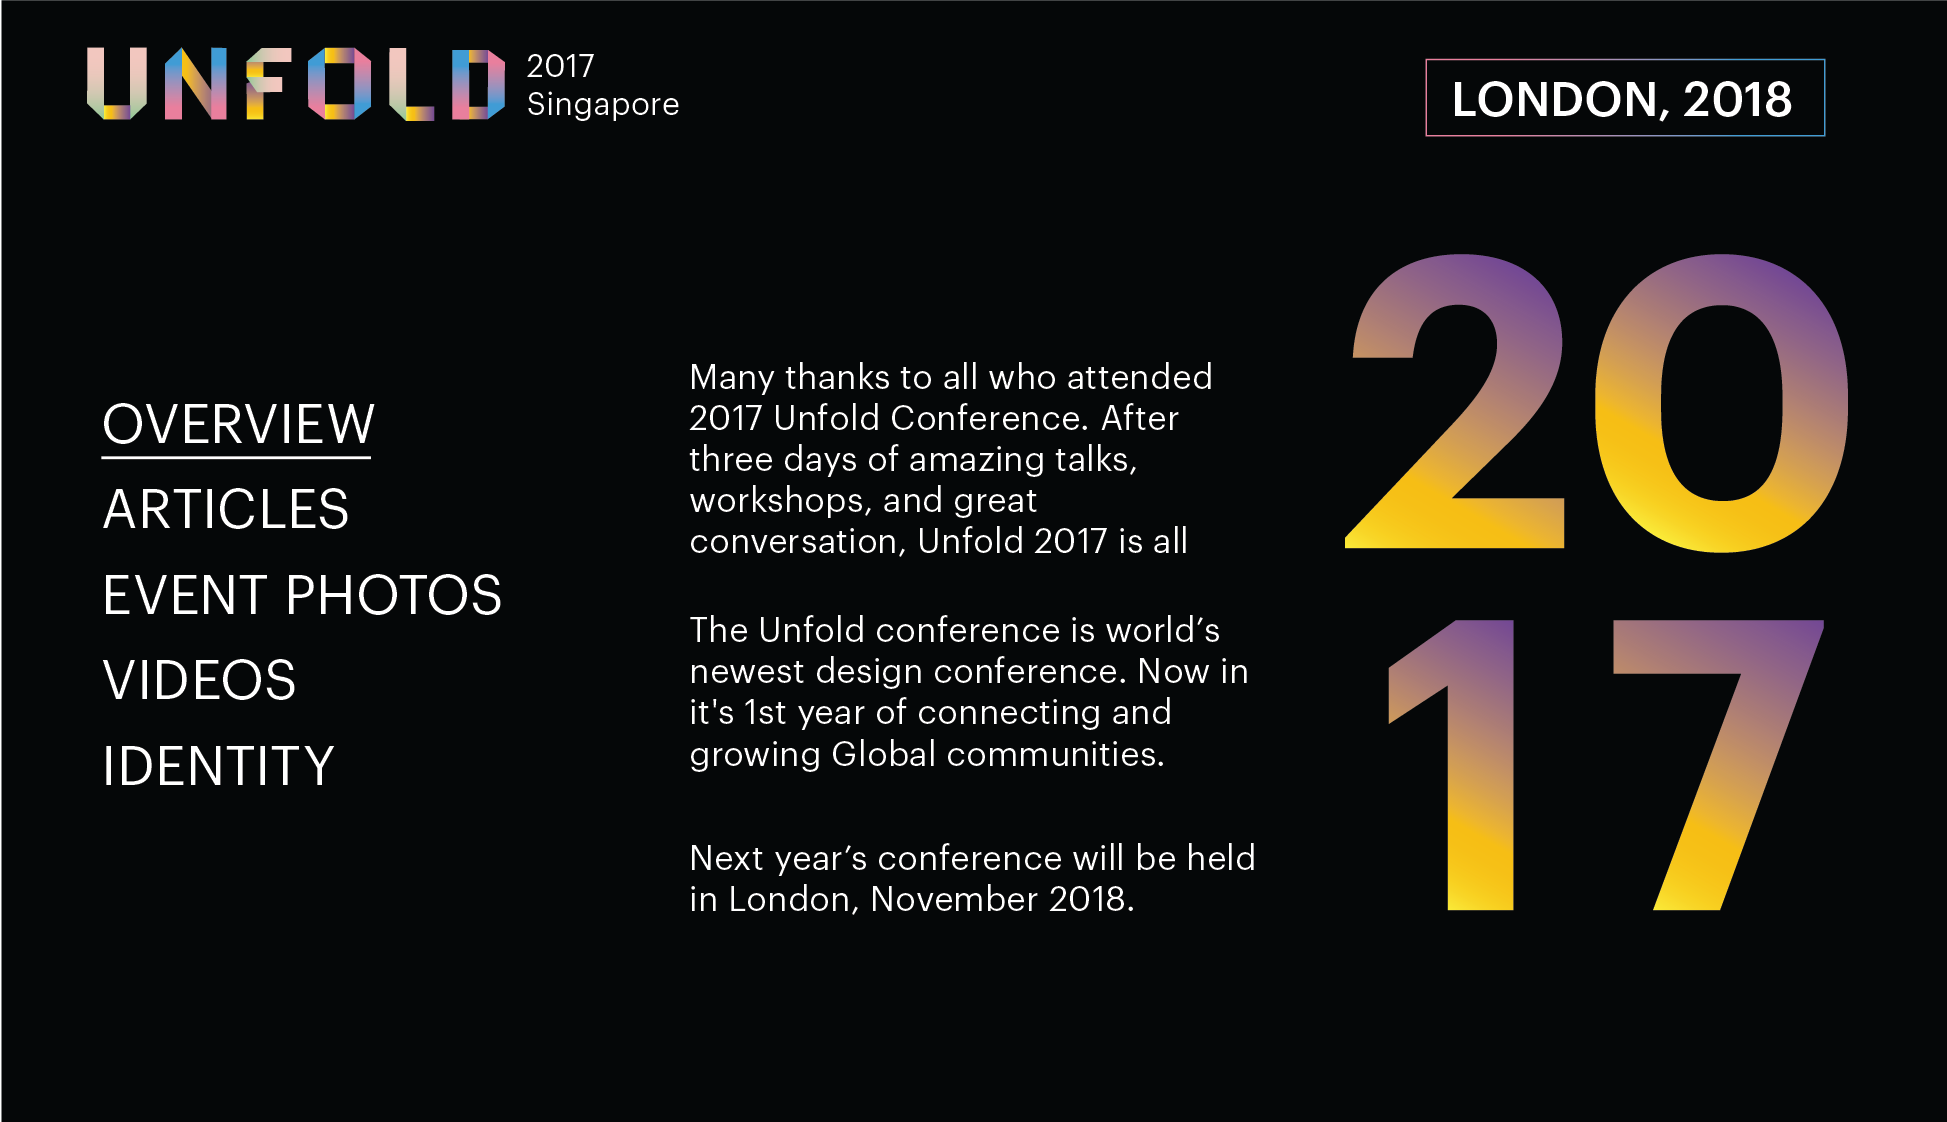 UNFOLD
2017
Singapore
LONDON, 2018
OVERVIEW
ARTICLES
EVENT PHOTOS
VIDEOS
IDENTITY
Many thanks to all who attended
2017 Unfold Conference. After
three days of amazing talks,
workshops, and great
conversation, Unfold 2017 is all
The Unfold conference is world’s
newest design conference. Now in
it's 1st year of connecting and
growing Global communities.
Next year’s conference will be held
in London, November 2018.
20
17